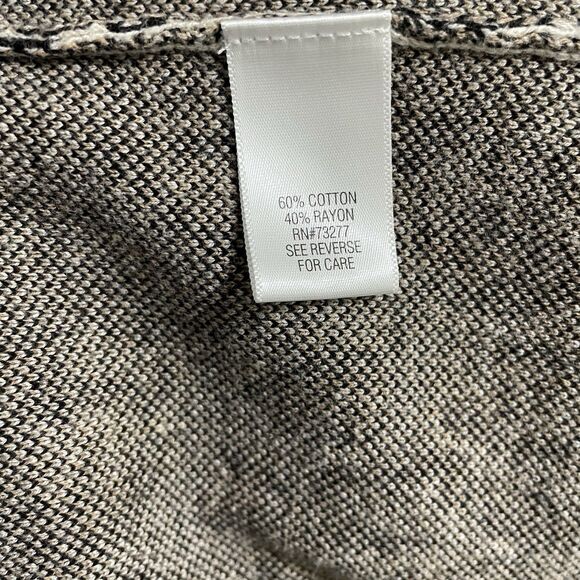 60% COTTON
40% RAYON
RN#73277
SEE REVERSE
FOR CARE